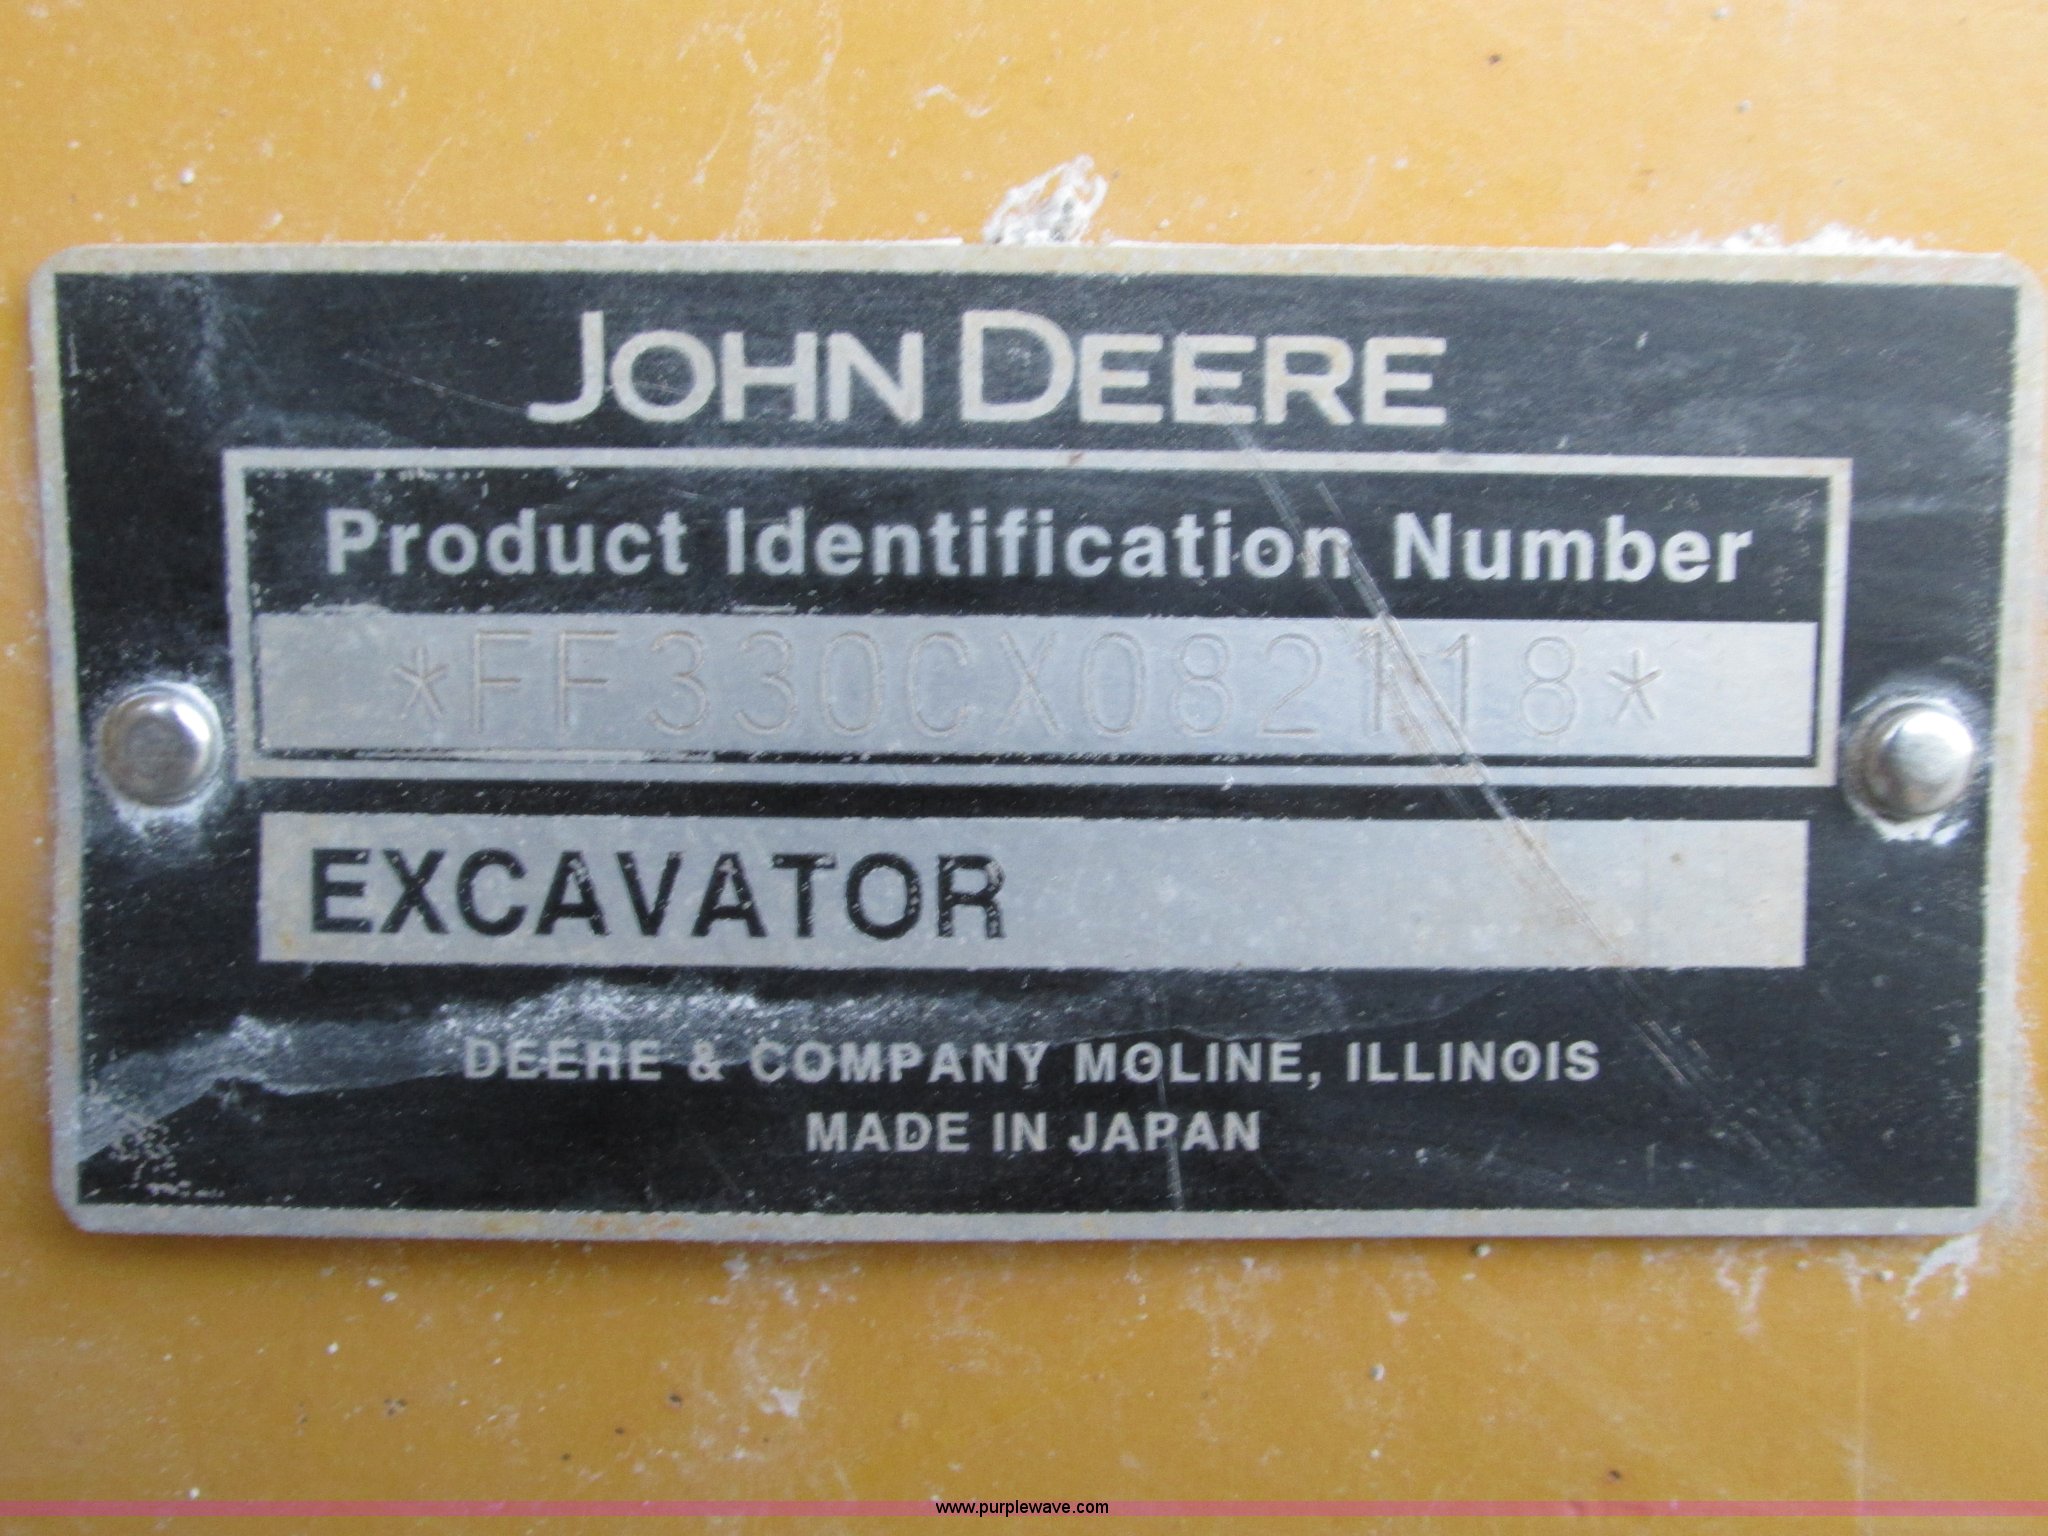 JOHN DEERE
Product Identification Number
*FF330CX082118*
EXCAVATOR
DEERE & COMPANY MOLINE, ILLINOIS
MADE IN JAPAN
www.purplewave.com